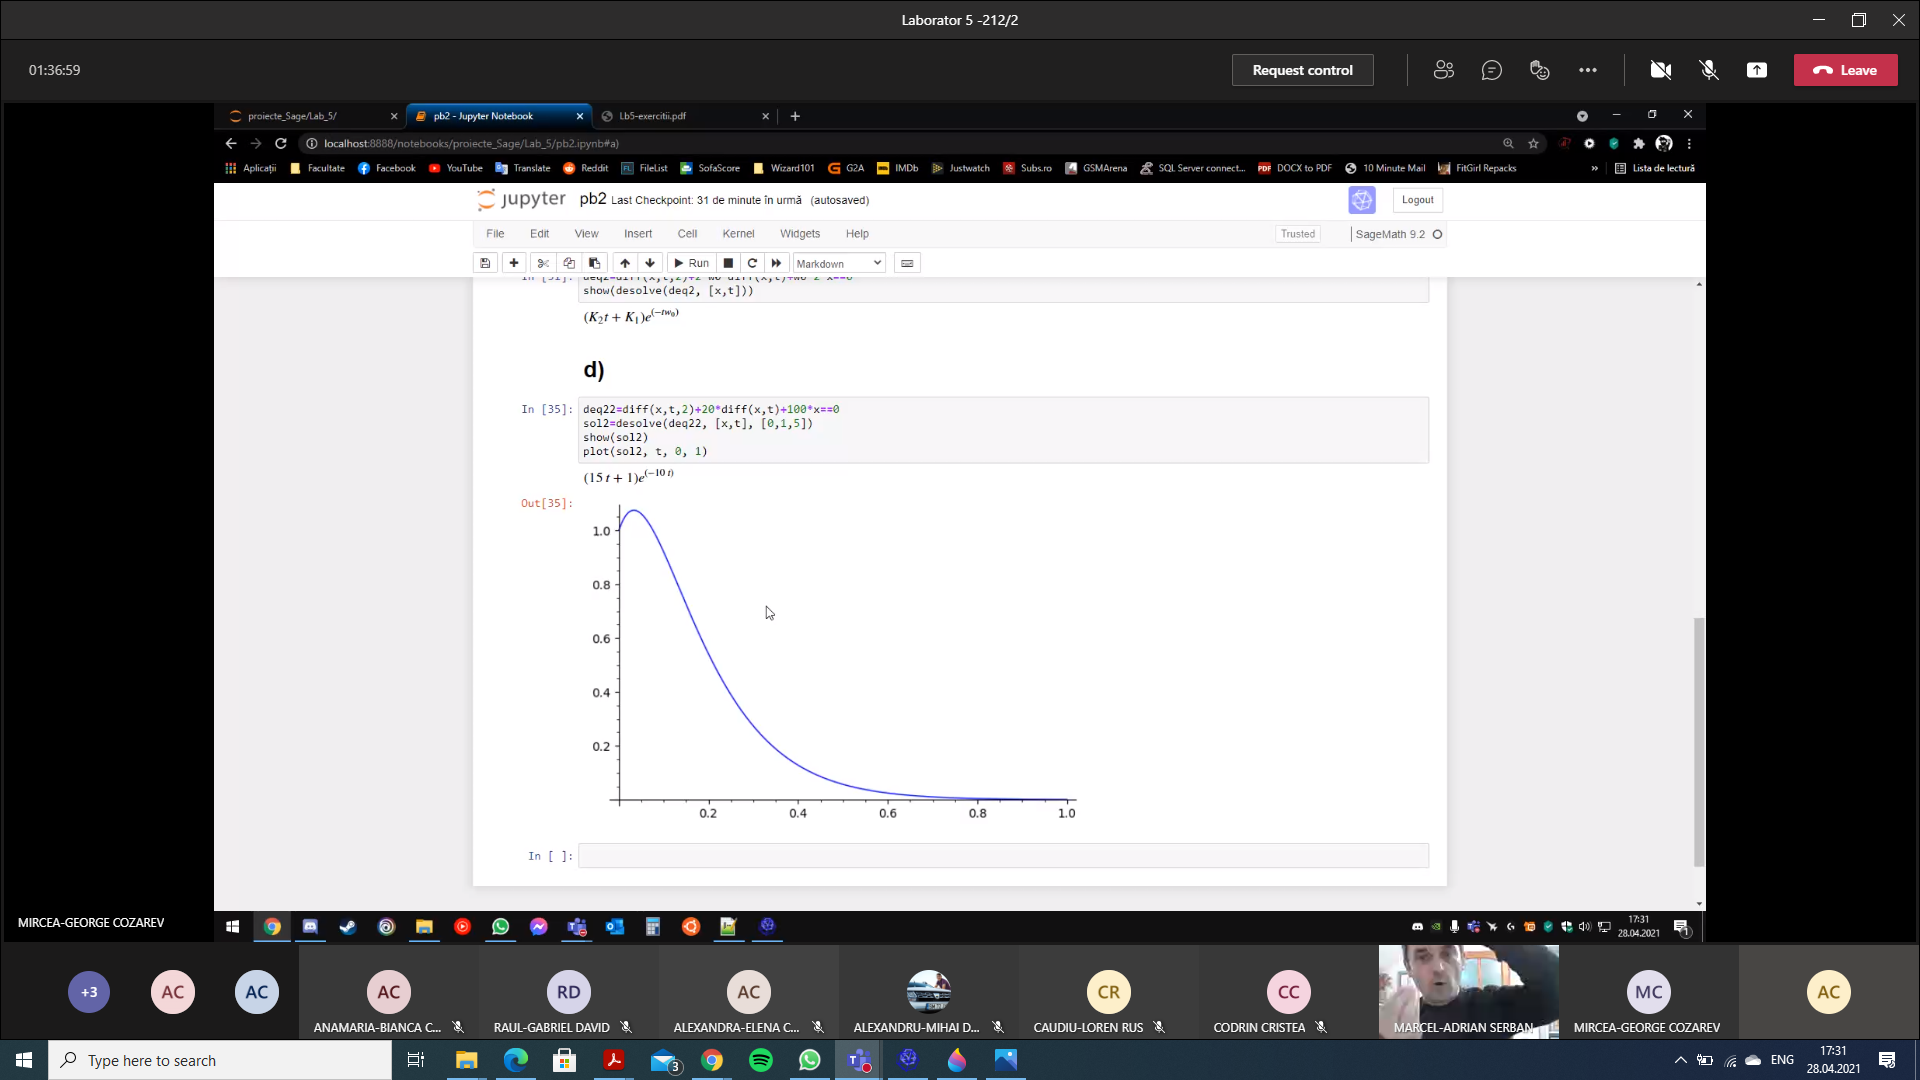 Laborator 5 -212/2
01:36:59
Request control
Leave
proiecte_Sage/Lab_5/
pb2 - Jupyter Notebook
Lb5-exercitii.pdf
localhost:8888/notebooks/proiecte_Sage/Lab_5/pb2.ipynb#a)
Aplicații Facultate Facebook YouTube Translate Reddit FileList SofaScore Wizard101 G2A IMDb Justwatch Subs.ro GSMArena SQL Server connect... DOCX to PDF 10 Minute Mail FitGirl Repacks » Lista de lectură
jupyter pb2 Last Checkpoint: 31 de minute în urmă (autosaved)
Logout
File Edit View Insert Cell Kernel Widgets Help
Trusted SageMath 9.2
Run Markdown
show(desolve(deq2, [x,t]))
(K₂t + K₁)e^(−tw₀)
d)
In [35]: deq22=diff(x,t,2)+20*diff(x,t)+100*x==0
sol2=desolve(deq22, [x,t], [0,1,5])
show(sol2)
plot(sol2, t, 0, 1)
(15 t + 1)e^(−10 t)
Out[35]:
1.0
0.8
0.6
0.4
0.2
0.2 0.4 0.6 0.8 1.0
In [ ]:
17:31
28.04.2021
1
MIRCEA-GEORGE COZAREV
+3 AC AC AC RD AC CR CC MC AC
ANAMARIA-BIANCA C... RAUL-GABRIEL DAVID ALEXANDRA-ELENA C... ALEXANDRU-MIHAI D... CAUDIU-LOREN RUS CODRIN CRISTEA MARCEL-ADRIAN SERBAN MIRCEA-GEORGE COZAREV
Type here to search
3
ENG
17:31
28.04.2021